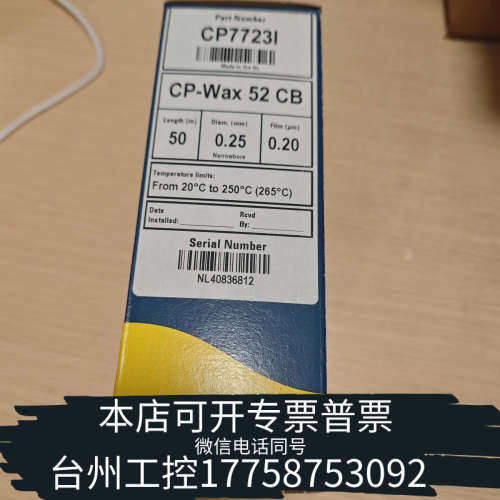 Part Number
CP7723I
Made in the NL
CP-Wax 52 CB
Length (m) Diam. (mm) Film (µm)
50 0.25 0.20
Narrowbore
Temperature limits:
From 20°C to 250°C (265°C)
Date Rcvd
Installed: By:
Serial Number
NL40836812
本店可开专票普票
微信电话同号
台州工控17758753092